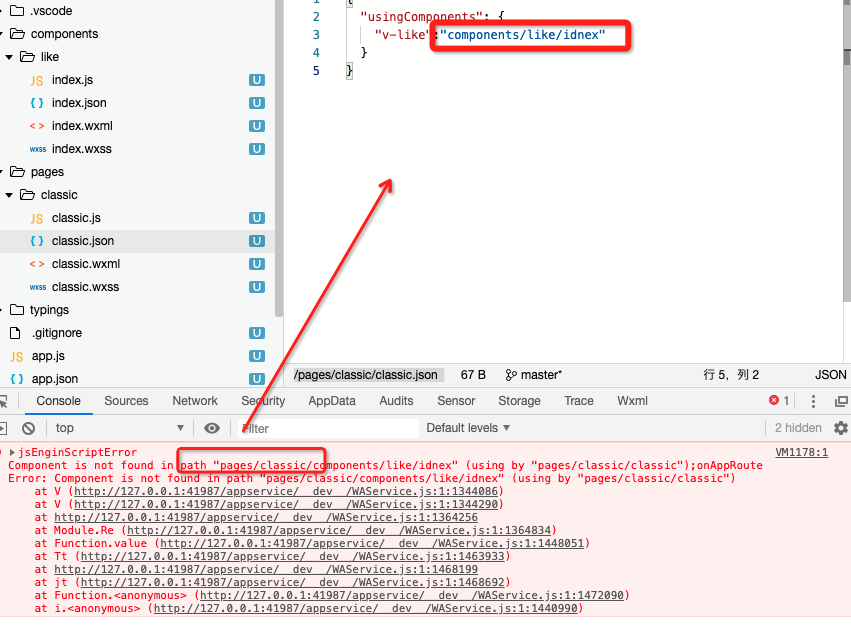 .vscode
components
like
JS index.js U
{ } index.json U
< > index.wxml U
wxss index.wxss U
pages
classic
JS classic.js U
{ } classic.json U
< > classic.wxml U
wxss classic.wxss U
typings
.gitignore U
JS app.js U
{ } app.json U
1 {
2 "usingComponents": {
3 "v-like":"components/like/idnex"
4 }
5 }
/pages/classic/classic.json 67 B master* 行 5, 列 2 JSON
Console Sources Network Security AppData Audits Sensor Storage Trace Wxml 1
top Filter Default levels 2 hidden
jsEnginScriptError VM1178:1
Component is not found in path "pages/classic/components/like/idnex" (using by "pages/classic/classic");onAppRoute
Error: Component is not found in path "pages/classic/components/like/idnex" (using by "pages/classic/classic")
at V (http://127.0.0.1:41987/appservice/__dev__/WAService.js:1:1344086)
at V (http://127.0.0.1:41987/appservice/__dev__/WAService.js:1:1344290)
at http://127.0.0.1:41987/appservice/__dev__/WAService.js:1:1364256
at Module.Re (http://127.0.0.1:41987/appservice/__dev__/WAService.js:1:1364834)
at Function.value (http://127.0.0.1:41987/appservice/__dev__/WAService.js:1:1448051)
at Tt (http://127.0.0.1:41987/appservice/__dev__/WAService.js:1:1463933)
at http://127.0.0.1:41987/appservice/__dev__/WAService.js:1:1468199
at jt (http://127.0.0.1:41987/appservice/__dev__/WAService.js:1:1468692)
at Function.<anonymous> (http://127.0.0.1:41987/appservice/__dev__/WAService.js:1:1472090)
at i.<anonymous> (http://127.0.0.1:41987/appservice/__dev__/WAService.js:1:1440990)